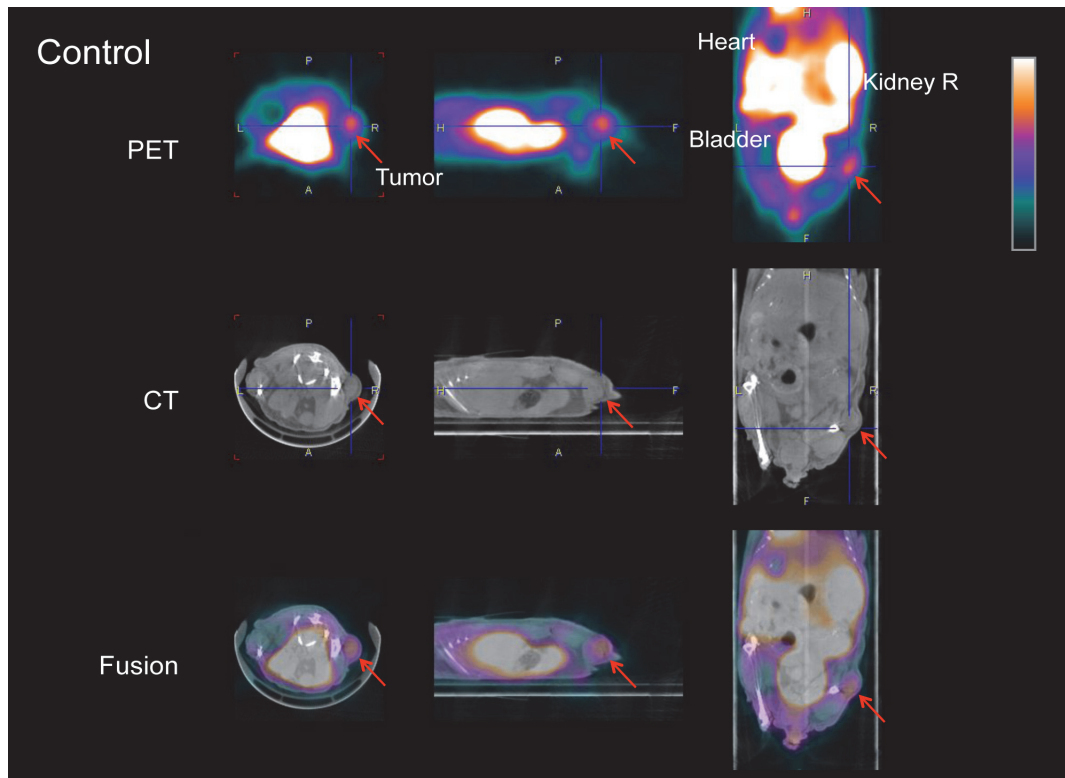 Control
H
Heart
P
P
Kidney R
L
R
H
F
L
R
PET
Bladder
Tumor
A
A
F
H
P
P
CT
L
R
H
F
L
R
A
A
F
Fusion